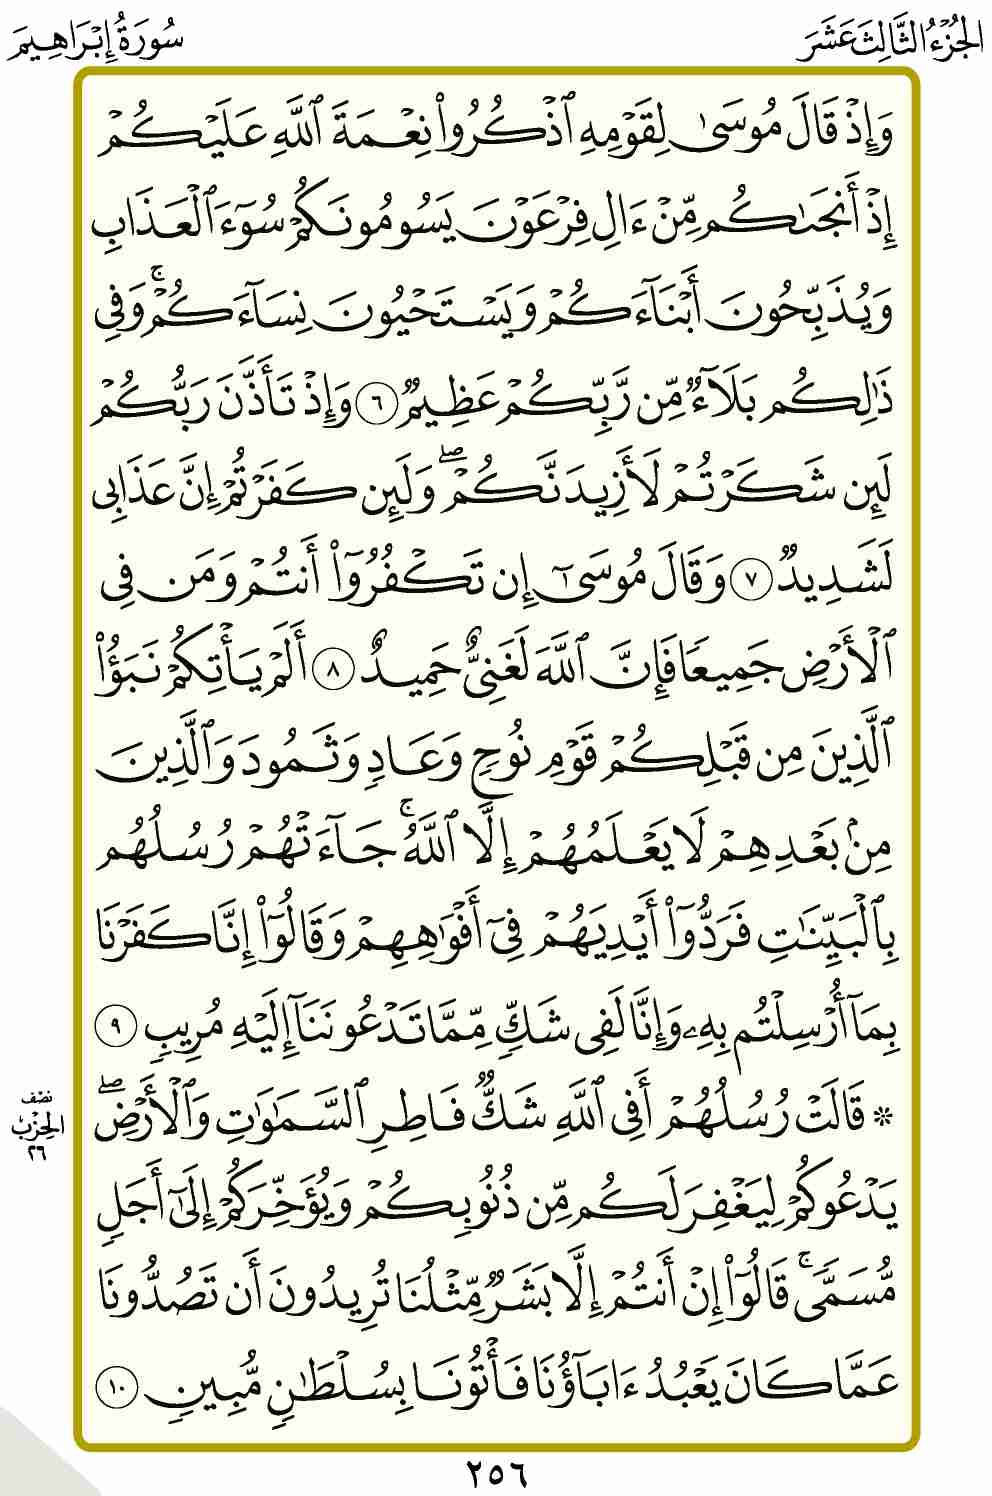 الجُزْءُ الثَّالِثَ عَشَرَ
سُورَةُ إِبْرَاهِيمَ
وَإِذْ قَالَ مُوسَىٰ لِقَوْمِهِ ٱذْكُرُوا۟ نِعْمَةَ ٱللَّهِ عَلَيْكُمْ
إِذْ أَنجَىٰكُم مِّنْ ءَالِ فِرْعَوْنَ يَسُومُونَكُمْ سُوٓءَ ٱلْعَذَابِ
وَيُذَبِّحُونَ أَبْنَآءَكُمْ وَيَسْتَحْيُونَ نِسَآءَكُمْ ۚ وَفِى
ذَٰلِكُم بَلَآءٌ مِّن رَّبِّكُمْ عَظِيمٌ ٦ وَإِذْ تَأَذَّنَ رَبُّكُمْ
لَئِن شَكَرْتُمْ لَأَزِيدَنَّكُمْ ۖ وَلَئِن كَفَرْتُمْ إِنَّ عَذَابِى
لَشَدِيدٌ ٧ وَقَالَ مُوسَىٰٓ إِن تَكْفُرُوٓا۟ أَنتُمْ وَمَن فِى
ٱلْأَرْضِ جَمِيعًا فَإِنَّ ٱللَّهَ لَغَنِىٌّ حَمِيدٌ ٨ أَلَمْ يَأْتِكُمْ نَبَؤُا۟
ٱلَّذِينَ مِن قَبْلِكُمْ قَوْمِ نُوحٍ وَعَادٍ وَثَمُودَ وَٱلَّذِينَ
مِنۢ بَعْدِهِمْ لَا يَعْلَمُهُمْ إِلَّا ٱللَّهُ ۚ جَآءَتْهُمْ رُسُلُهُم
بِٱلْبَيِّنَٰتِ فَرَدُّوٓا۟ أَيْدِيَهُمْ فِىٓ أَفْوَٰهِهِمْ وَقَالُوٓا۟ إِنَّا كَفَرْنَا
بِمَآ أُرْسِلْتُم بِهِۦ وَإِنَّا لَفِى شَكٍّ مِّمَّا تَدْعُونَنَآ إِلَيْهِ مُرِيبٍ ٩
۞ قَالَتْ رُسُلُهُمْ أَفِى ٱللَّهِ شَكٌّ فَاطِرِ ٱلسَّمَٰوَٰتِ وَٱلْأَرْضِ ۖ
نصف
الحِزْب
٢٦
يَدْعُوكُمْ لِيَغْفِرَ لَكُم مِّن ذُنُوبِكُمْ وَيُؤَخِّرَكُمْ إِلَىٰٓ أَجَلٍ
مُّسَمًّى ۚ قَالُوٓا۟ إِنْ أَنتُمْ إِلَّا بَشَرٌ مِّثْلُنَا تُرِيدُونَ أَن تَصُدُّونَا
عَمَّا كَانَ يَعْبُدُ ءَابَآؤُنَا فَأْتُونَا بِسُلْطَٰنٍ مُّبِينٍ ١٠
٢٥٦